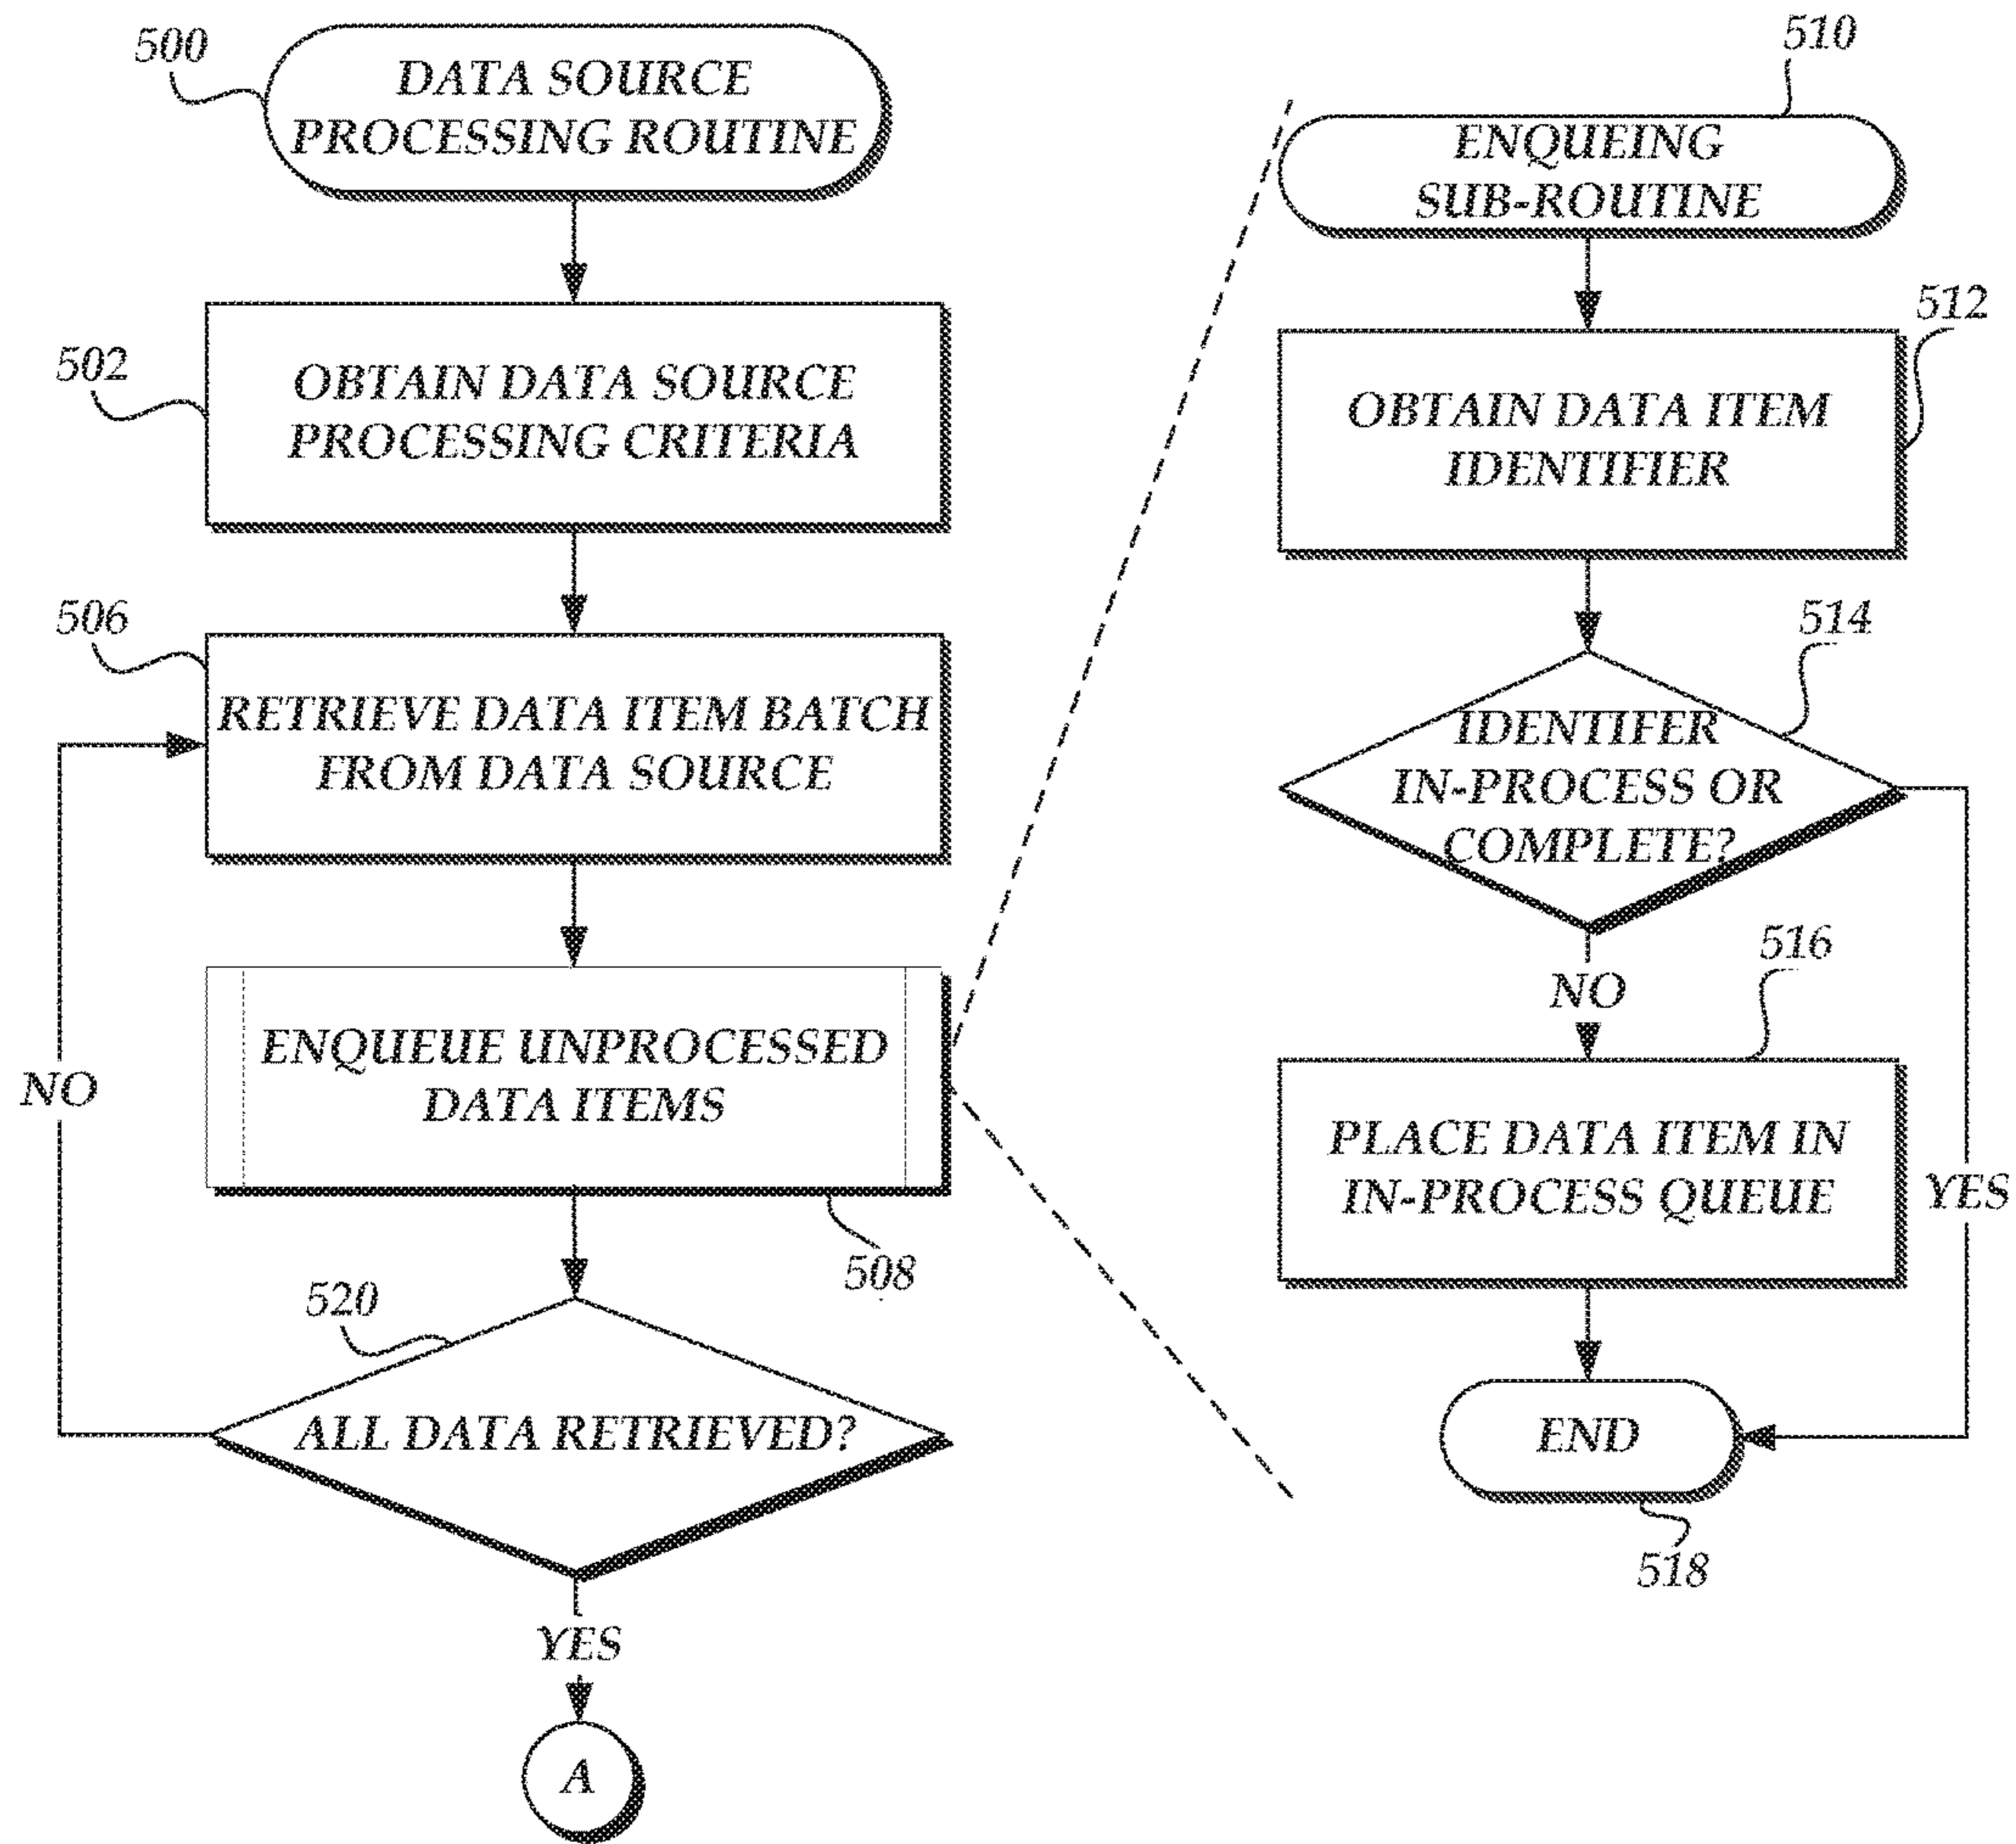 500
DATA SOURCE
PROCESSING ROUTINE
502
OBTAIN DATA SOURCE
PROCESSING CRITERIA
506
RETRIEVE DATA ITEM BATCH
FROM DATA SOURCE
ENQUEUE UNPROCESSED
DATA ITEMS
508
NO
520
ALL DATA RETRIEVED?
YES
A
510
ENQUEING
SUB-ROUTINE
512
OBTAIN DATA ITEM
IDENTIFIER
514
IDENTIFER
IN-PROCESS OR
COMPLETE?
NO
516
PLACE DATA ITEM IN
IN-PROCESS QUEUE
YES
END
518